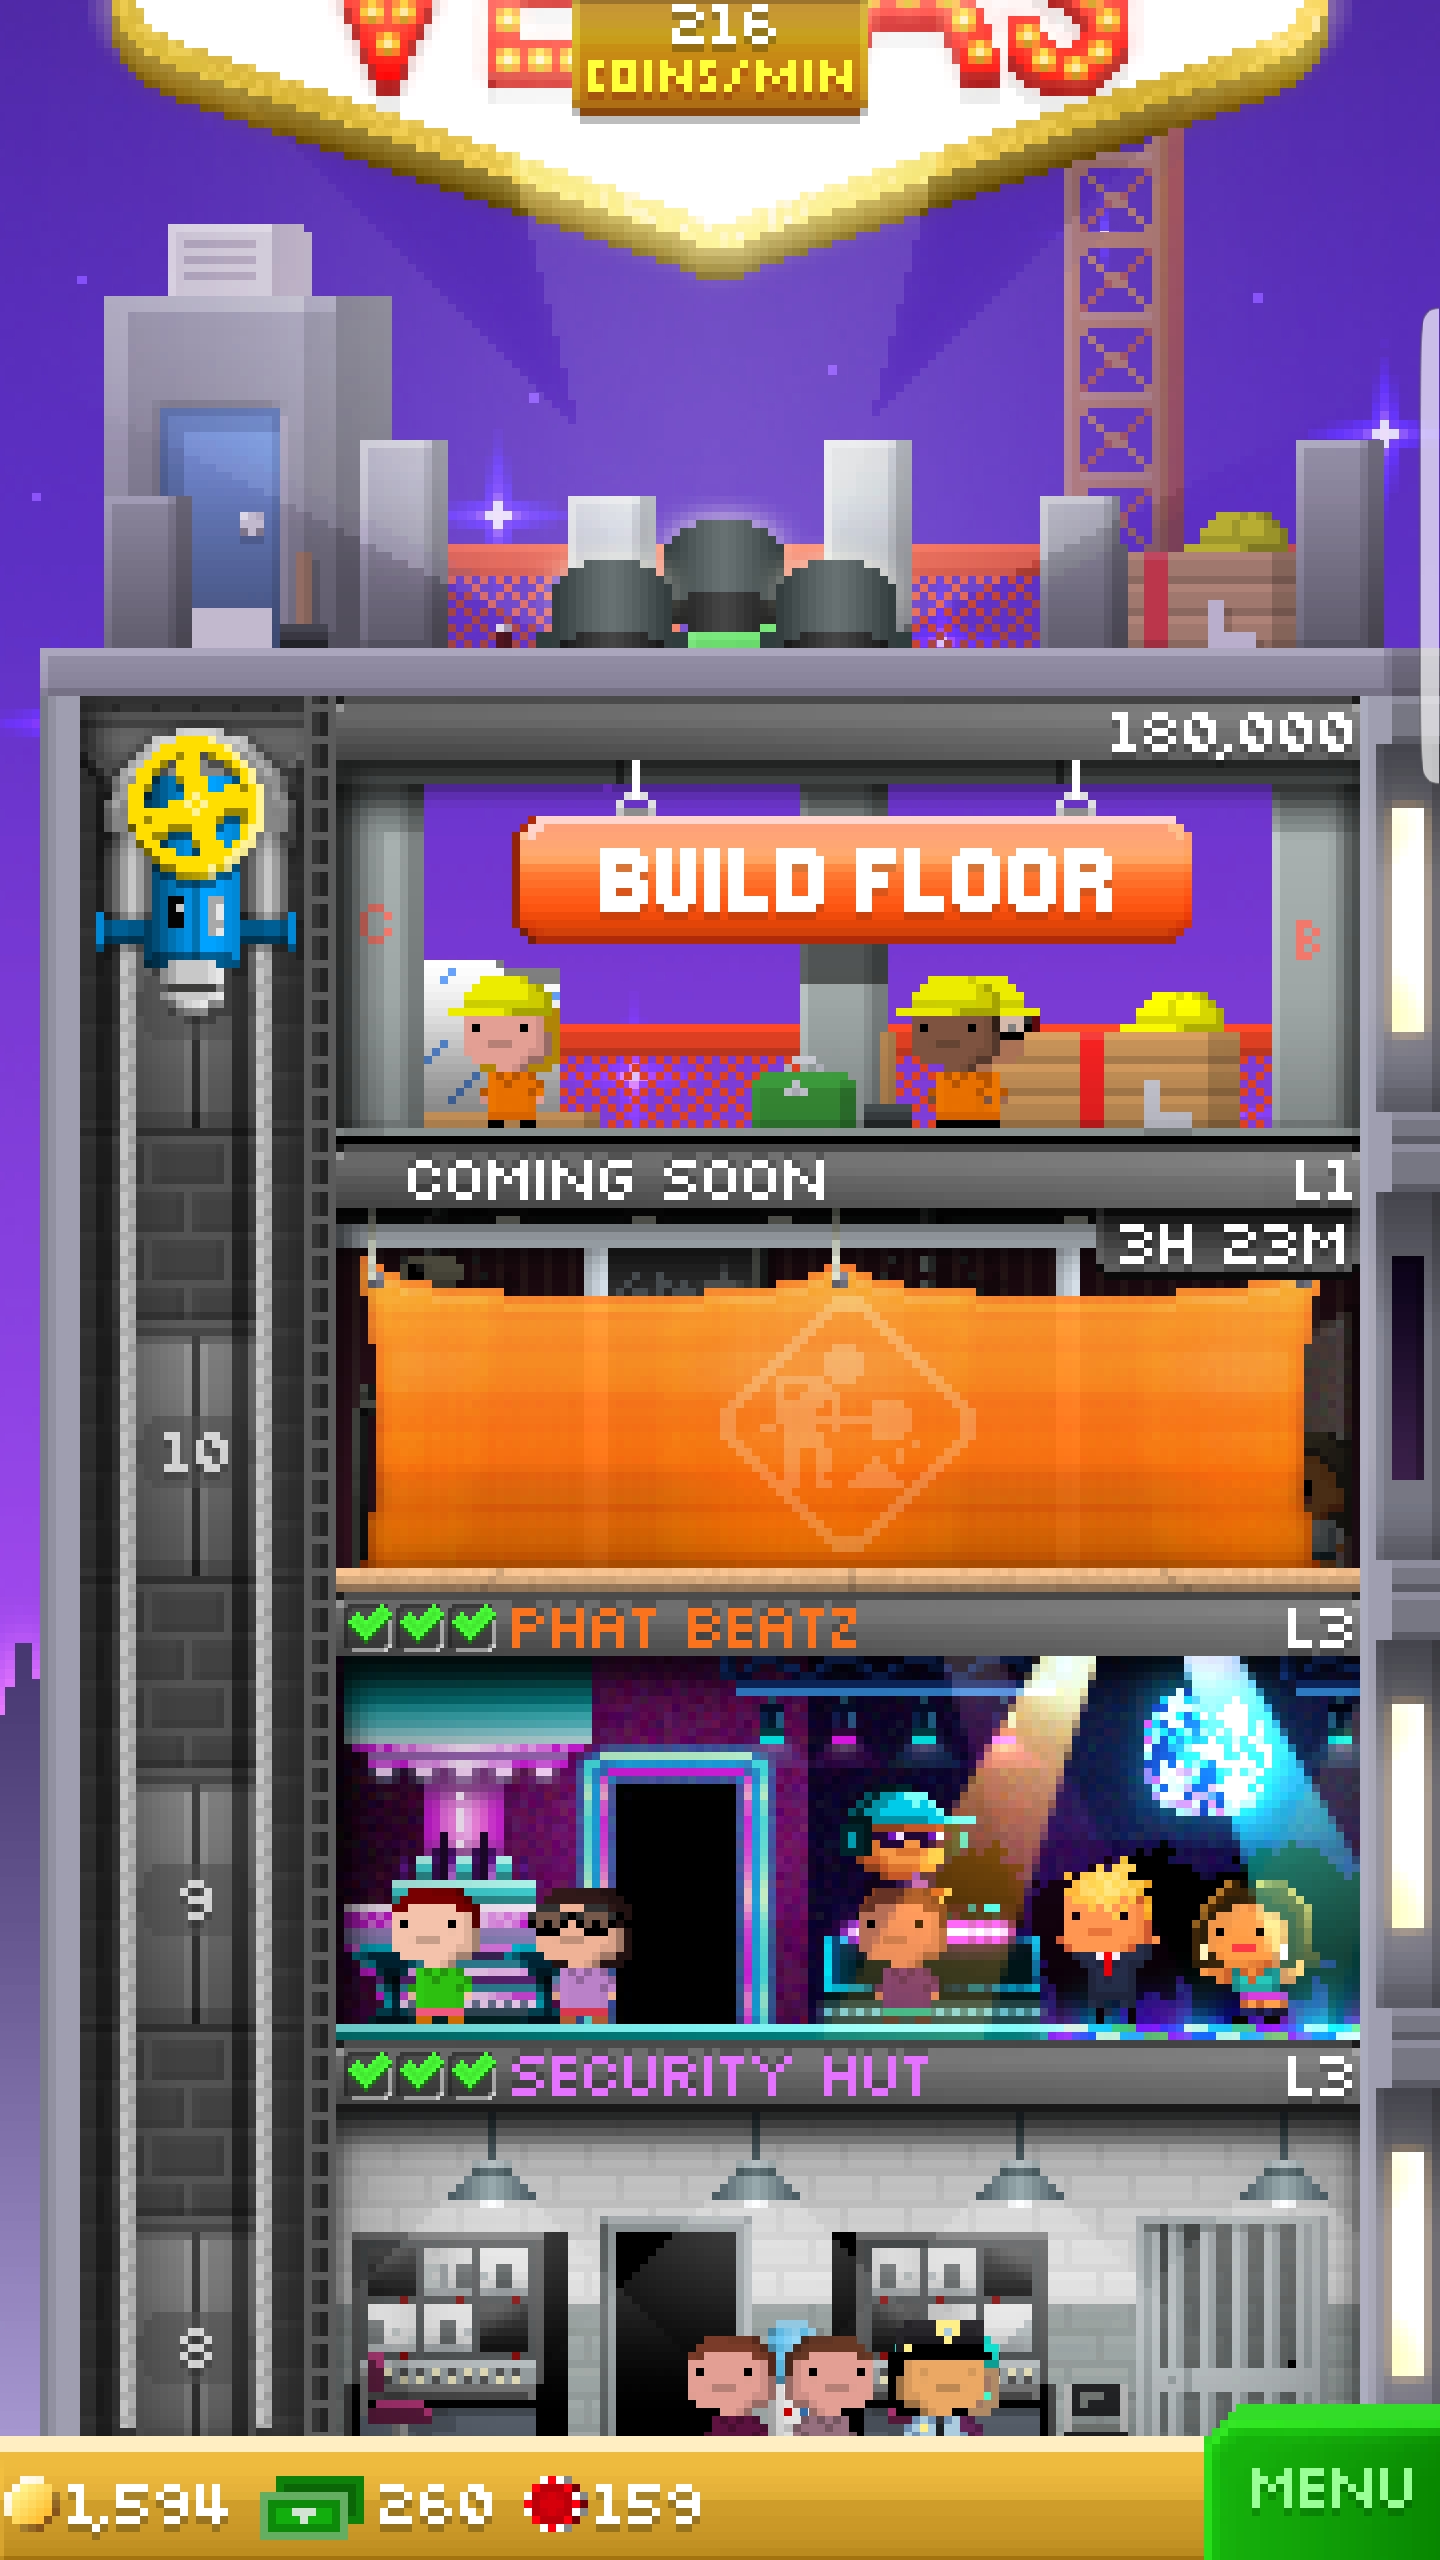 216
COINS/MIN
180,000
BUILD FLOOR
C
B
COMING SOON
L1
3H 23M
10
PHAT BEATZ
L3
9
SECURITY HUT
L3
8
1,594
260
159
MENU